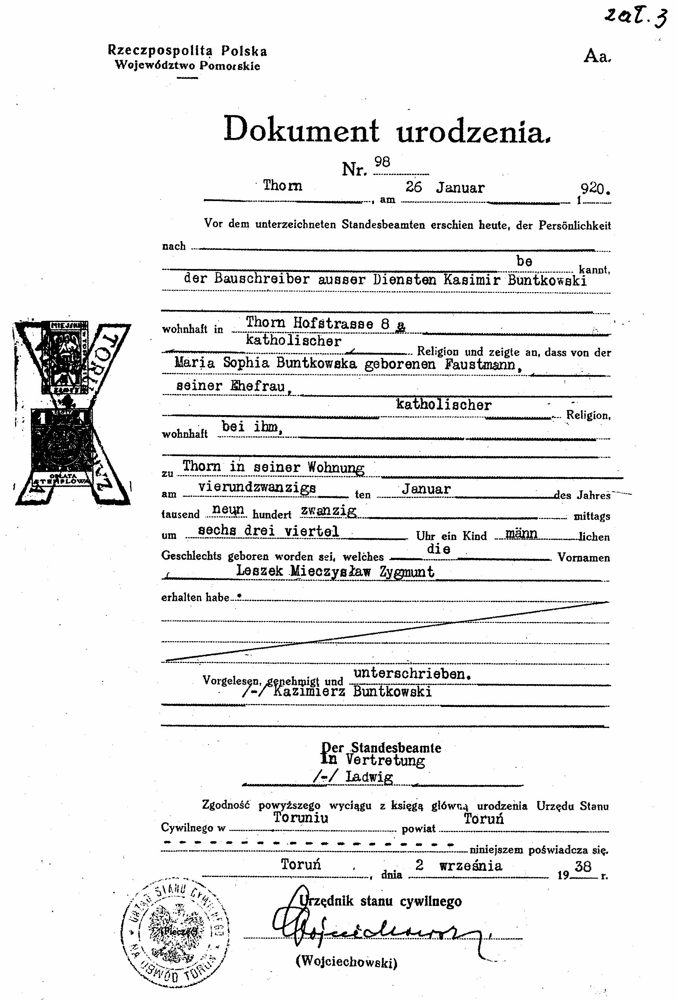 zał. 3
Rzeczpospolita Polska
Województwo Pomorskie
Aa.
Dokument urodzenia.
Nr. 98
Thorn, am 26 Januar 1920.
Vor dem unterzeichneten Standesbeamten erschien heute, der Persönlichkeit
nach
be kannt,
der Bauschreiber ausser Diensten Kasimir Buntkowski
wohnhaft in Thorn Hofstrasse 8 a
katholischer Religion und zeigte an, dass von der
Maria Sophia Buntkowska geborenen Faustmann,
seiner Ehefrau,
katholischer Religion,
wohnhaft bei ihm,
zu Thorn in seiner Wohnung
am vierundzwanzigs ten Januar des Jahres
tausend neun hundert zwanzig mittags
um sechs drei viertel Uhr ein Kind männ lichen
Geschlechts geboren worden sei, welches die Vornamen
Leszek Mieczysław Zygmunt
erhalten habe.
Vorgelesen, genehmigt und unterschrieben.
/-/ Kazimierz Buntkowski
Der Standesbeamte
In Vertretung
/-/ Ladwig
Zgodność powyższego wyciągu z księgą główną urodzenia Urzędu Stanu
Cywilnego w Toruniu powiat Toruń
niniejszem poświadcza się.
Toruń, dnia 2 września 1938 r.
Urzędnik stanu cywilnego
Wojciechowski
(Wojciechowski)
URZĄD STANU CYWILNEGO
NA OBWÓD TORUŃ
(Pieczęć)
MIEJSKI
ZŁOTY
TORUŃ
1 ZŁOTY 1
OPŁATA
STEMPLOWA